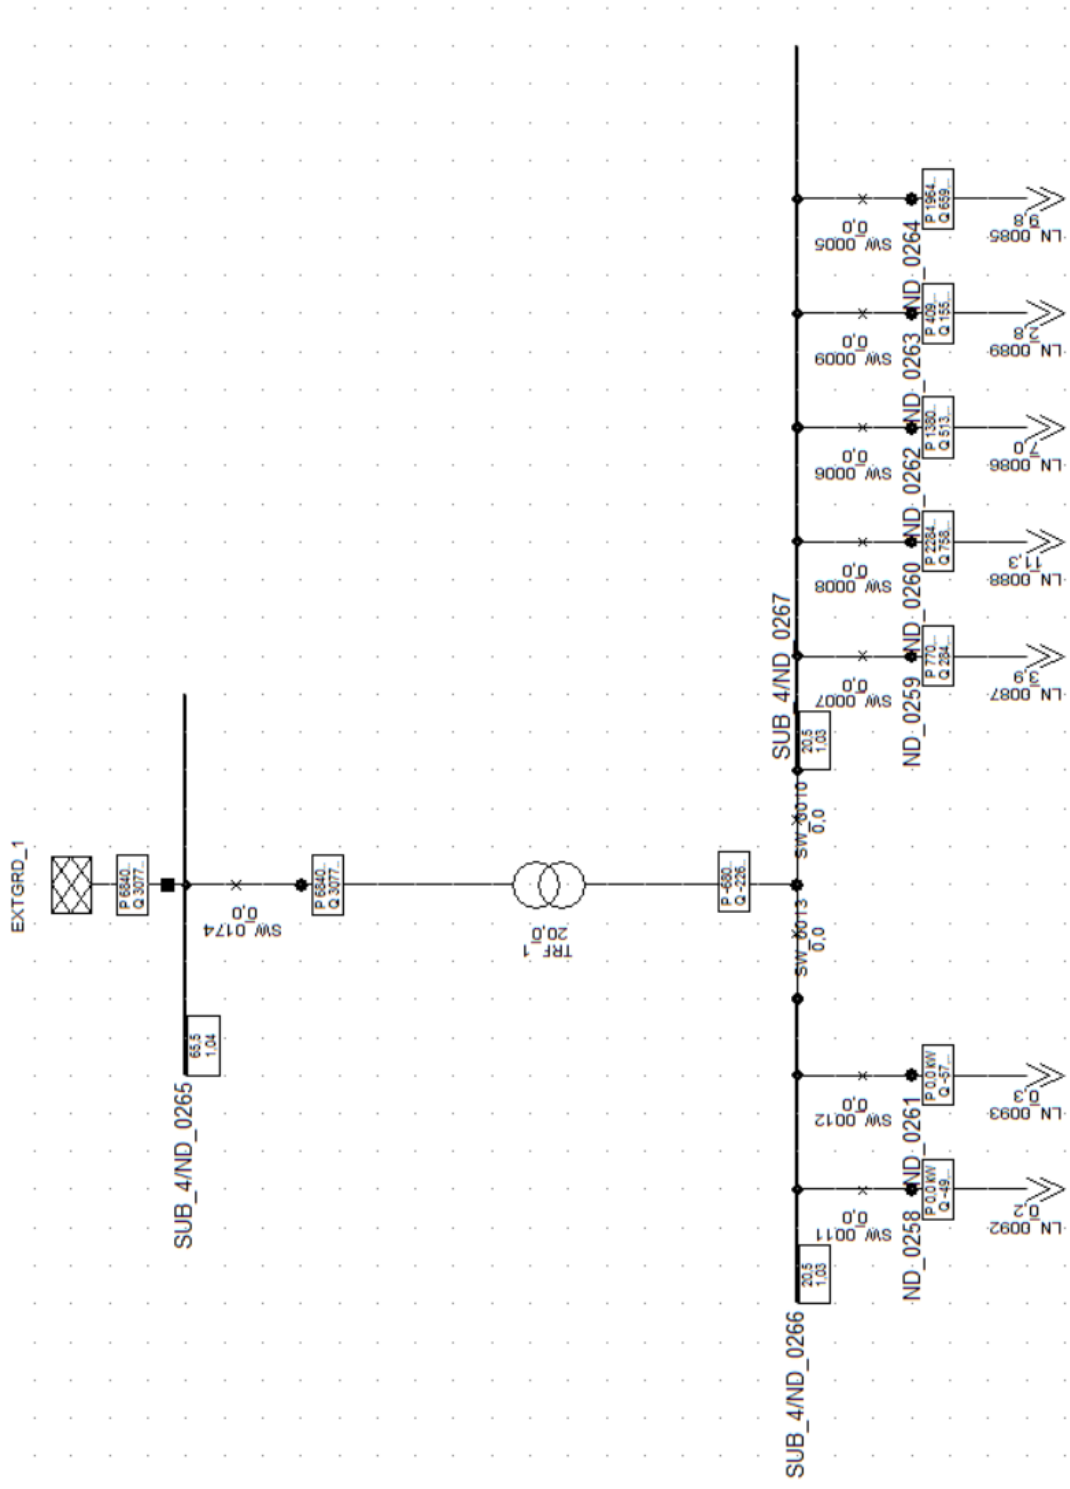 EXTGRD_1
P 6840...
Q 3077...
SUB_4/ND_0265
65.5
1.04
SW_0174
0,0
P 6840...
Q 3077...
TRF_1
20,0
P -680...
Q -226...
SUB_4/ND_0267
20.5
1.03
SW_0010
0,0
SW_0013
0,0
SUB_4/ND_0266
20.5
1.03
SW_0005
0,0
ND_0264
P 1964...
Q 659...
LN_0085
9,8
SW_0009
0,0
ND_0263
P 409...
Q 155...
LN_0089
2,8
SW_0006
0,0
ND_0262
P 1380...
Q 513...
LN_0086
7,0
SW_0008
0,0
ND_0260
P 2284...
Q 758...
LN_0088
11,3
SW_0007
0,0
ND_0259
P 770...
Q 284...
LN_0087
3,9
SW_0012
0,0
ND_0261
P 0.0 kW
Q -57...
LN_0093
0,3
SW_0011
0,0
ND_0258
P 0.0 kW
Q -49...
LN_0092
0,2